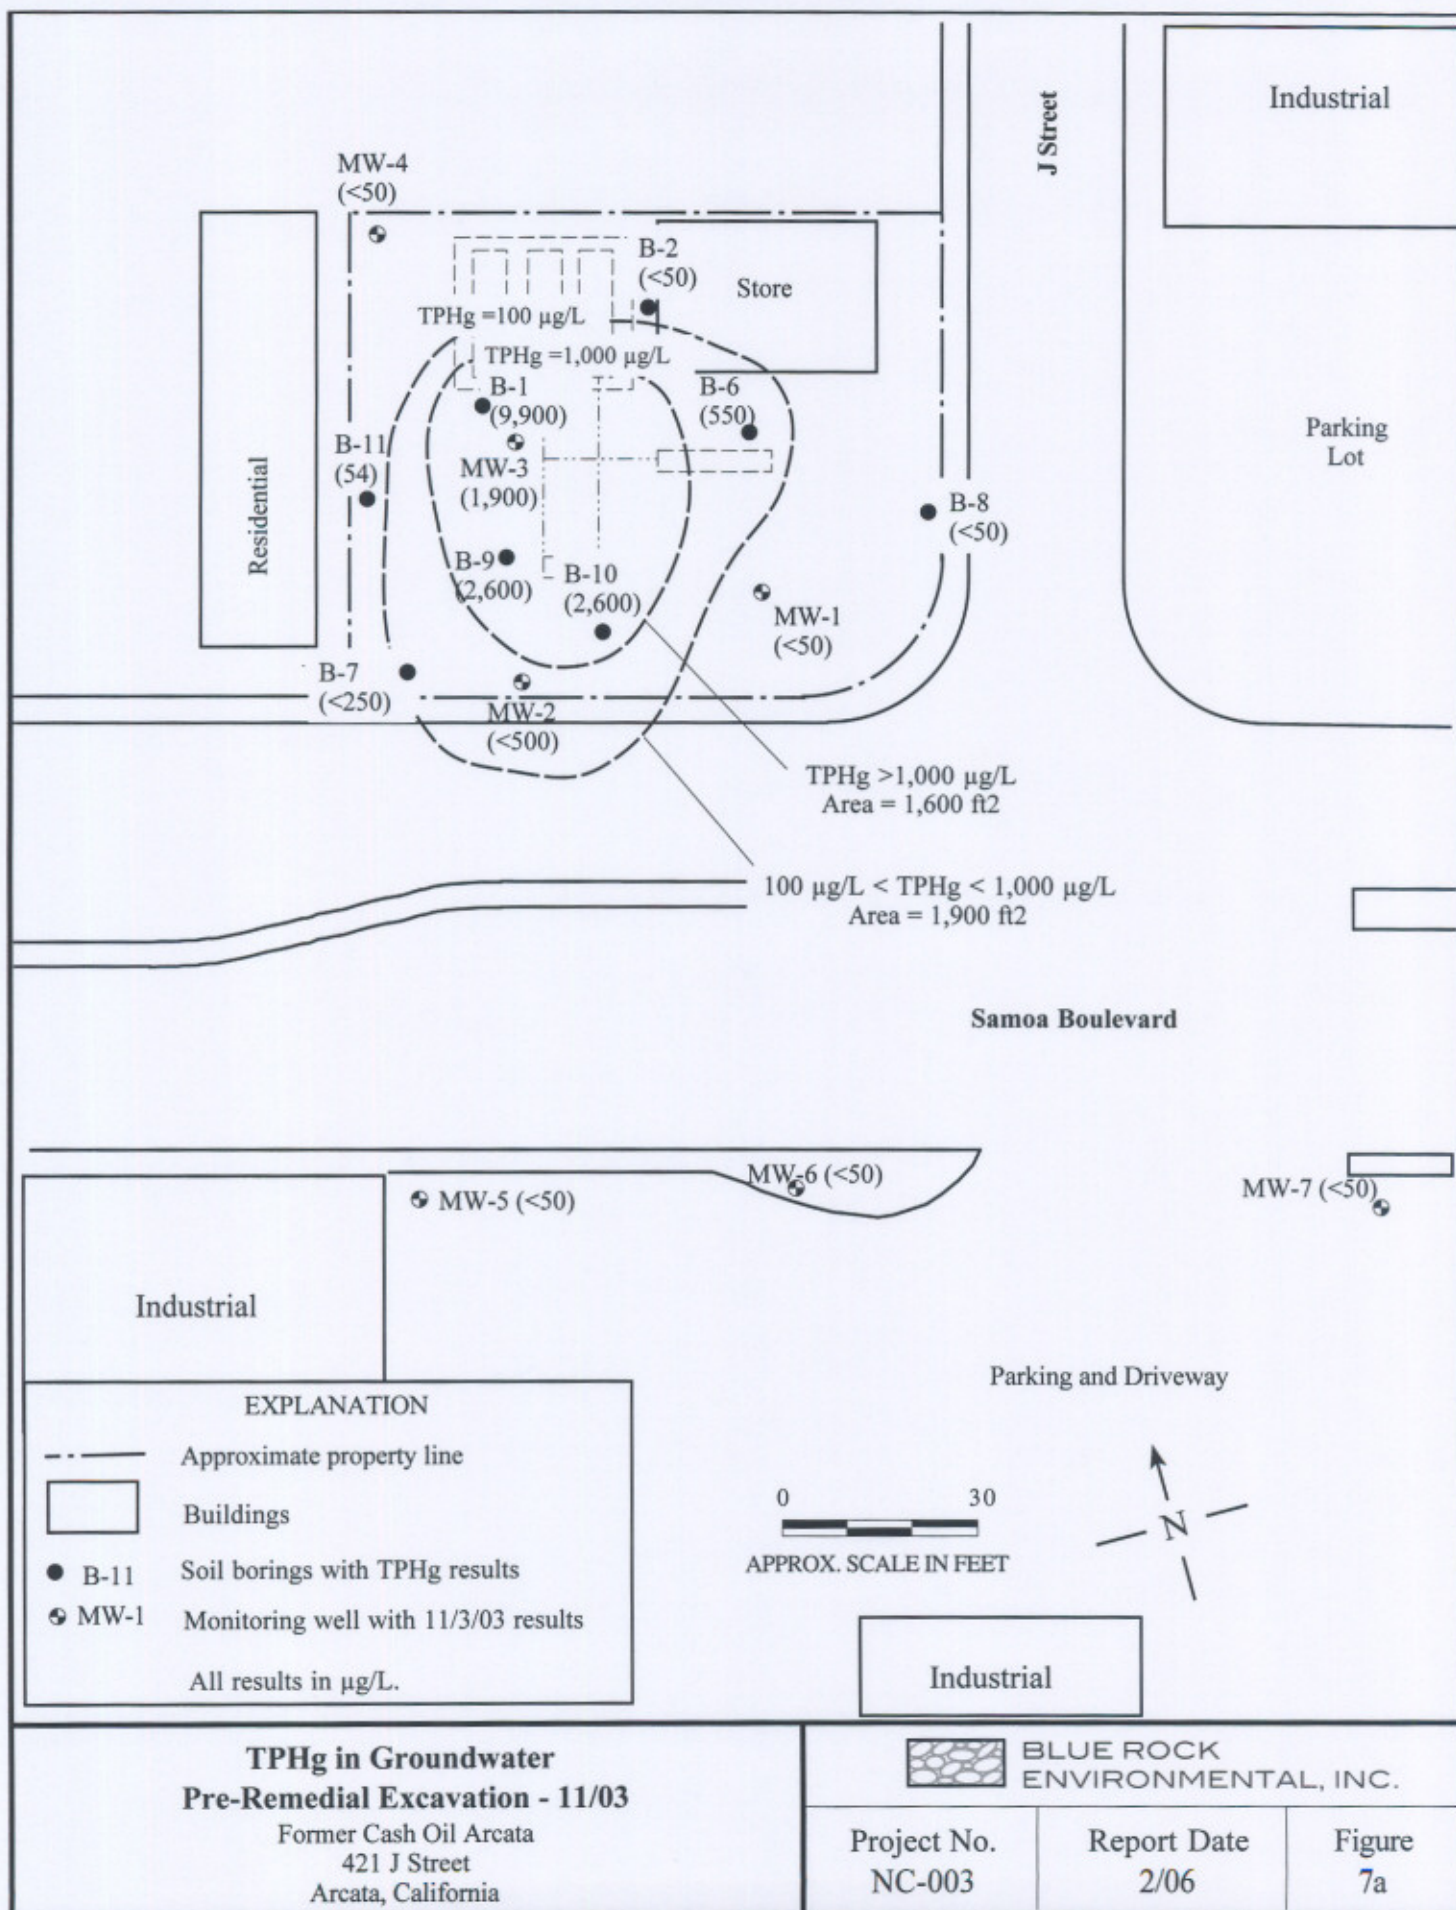 Industrial
J Street
MW-4
(<50)
B-2
(<50)
Store
TPHg =100 µg/L
TPHg =1,000 µg/L
B-1
(9,900)
B-6
(550)
Parking
Lot
B-11
(54)
MW-3
(1,900)
Residential
B-8
(<50)
B-9
(2,600)
B-10
(2,600)
MW-1
(<50)
B-7
(<250)
MW-2
(<500)
TPHg >1,000 µg/L
Area = 1,600 ft2
100 µg/L < TPHg < 1,000 µg/L
Area = 1,900 ft2
Samoa Boulevard
MW-5 (<50)
MW-6 (<50)
MW-7 (<50)
Industrial
Parking and Driveway
EXPLANATION
Approximate property line
Buildings
B-11 Soil borings with TPHg results
MW-1 Monitoring well with 11/3/03 results
All results in µg/L.
0 30
APPROX. SCALE IN FEET
N
Industrial
TPHg in Groundwater
Pre-Remedial Excavation - 11/03
Former Cash Oil Arcata
421 J Street
Arcata, California
BLUE ROCK
ENVIRONMENTAL, INC.
Project No.
NC-003
Report Date
2/06
Figure
7a